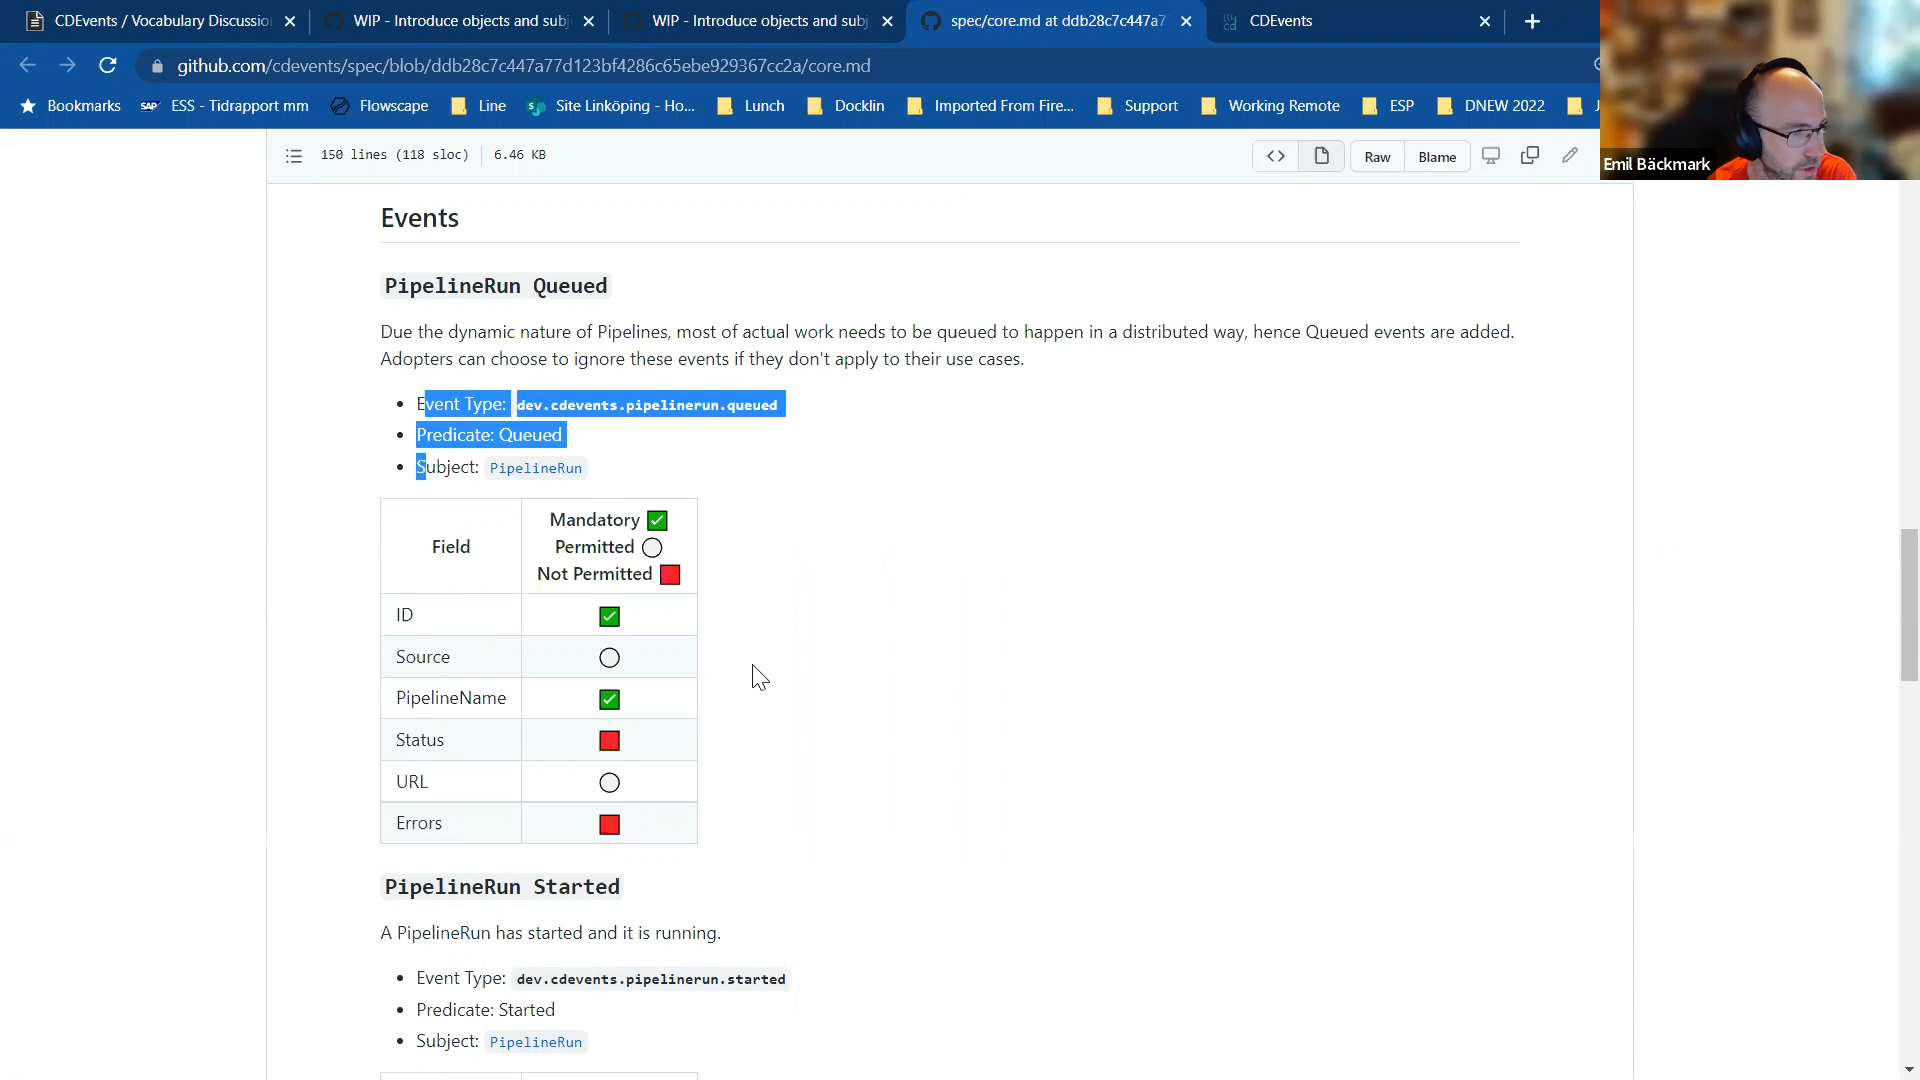 CDEvents / Vocabulary Discussio
WIP - Introduce objects and subj
WIP - Introduce objects and subj
spec/core.md at ddb28c7c447a7
CDEvents
github.com/cdevents/spec/blob/ddb28c7c447a77d123bf4286c65ebe929367cc2a/core.md
Bookmarks
SAP ESS - Tidrapport mm
Flowscape
Line
Site Linköping - Ho...
Lunch
Docklin
Imported From Fire...
Support
Working Remote
ESP
DNEW 2022
Emil Bäckmark
150 lines (118 sloc) 6.46 KB
Raw
Blame
Events
PipelineRun Queued
Due the dynamic nature of Pipelines, most of actual work needs to be queued to happen in a distributed way, hence Queued events are added.
Adopters can choose to ignore these events if they don't apply to their use cases.
• Event Type: dev.cdevents.pipelinerun.queued
• Predicate: Queued
• Subject: PipelineRun
Field
Mandatory ✅
Permitted ⚪
Not Permitted 🟥
ID ✅
Source ⚪
PipelineName ✅
Status 🟥
URL ⚪
Errors 🟥
PipelineRun Started
A PipelineRun has started and it is running.
• Event Type: dev.cdevents.pipelinerun.started
• Predicate: Started
• Subject: PipelineRun